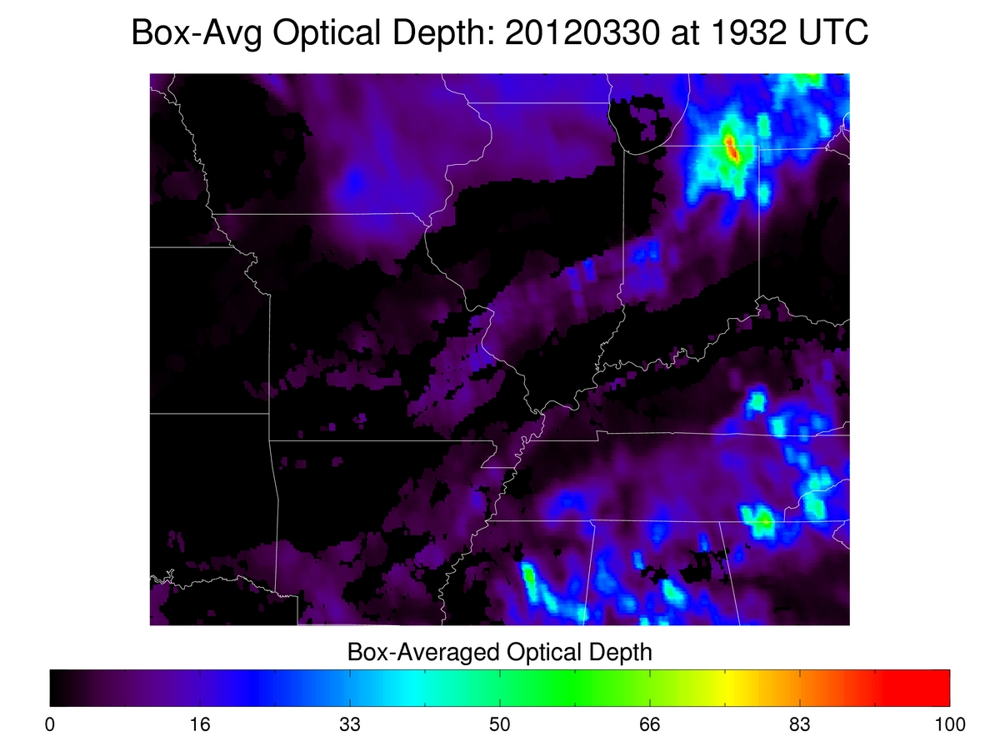 Box-Avg Optical Depth: 20120330 at 1932 UTC
Box-Averaged Optical Depth
0 16 33 50 66 83 100